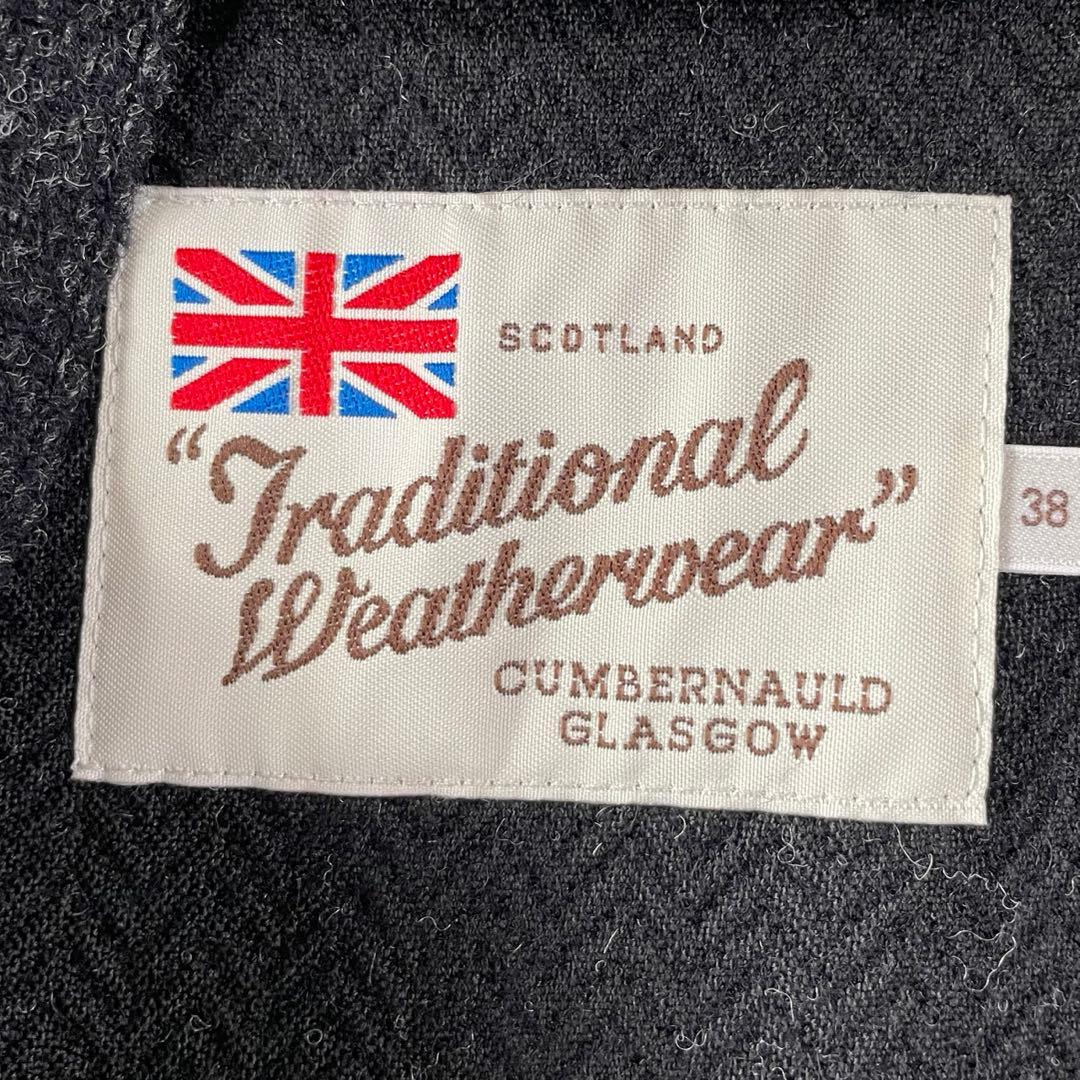 SCOTLAND
“Traditional
Weatherwear”
38
CUMBERNAULD
GLASGOW